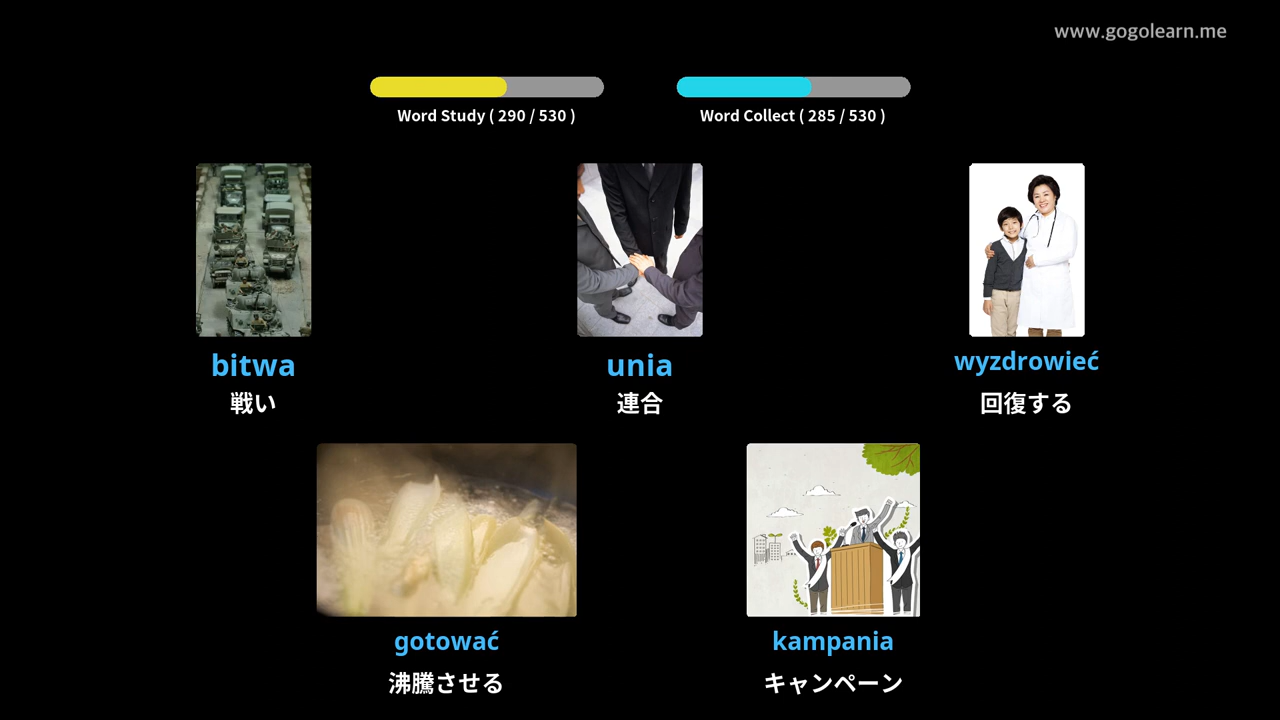 www.gogolearn.me
Word Study ( 290 / 530 )
Word Collect ( 285 / 530 )
bitwa
戦い
unia
連合
wyzdrowieć
回復する
gotować
沸騰させる
kampania
キャンペーン